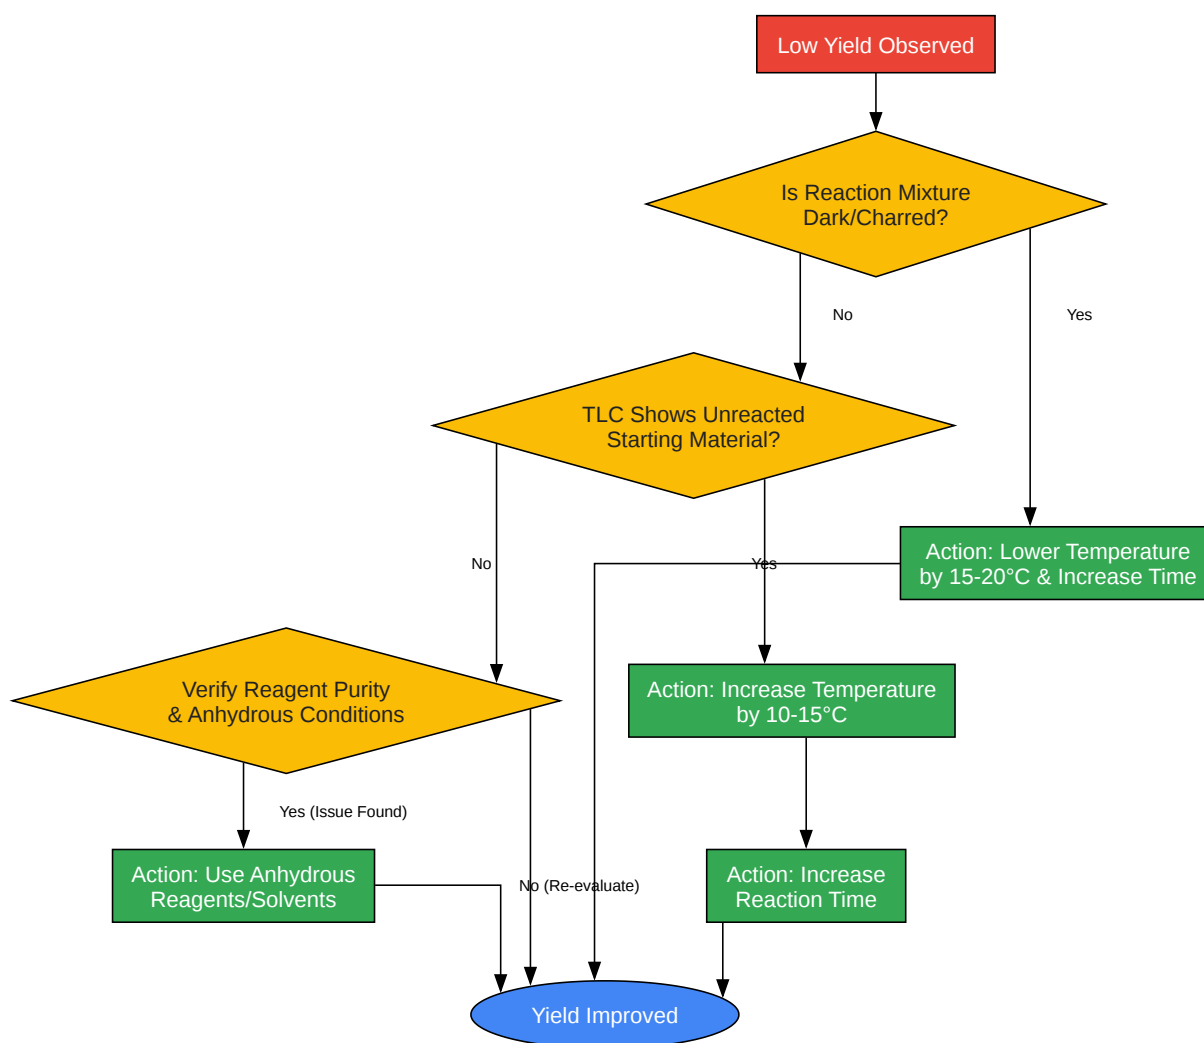 Low Yield Observed
Is Reaction Mixture
Dark/Charred?
No
Yes
TLC Shows Unreacted
Starting Material?
No
Yes
Action: Lower Temperature
by 15-20°C & Increase Time
Verify Reagent Purity
& Anhydrous Conditions
Action: Increase Temperature
by 10-15°C
Yes (Issue Found)
Action: Use Anhydrous
Reagents/Solvents
No (Re-evaluate)
Action: Increase
Reaction Time
Yield Improved